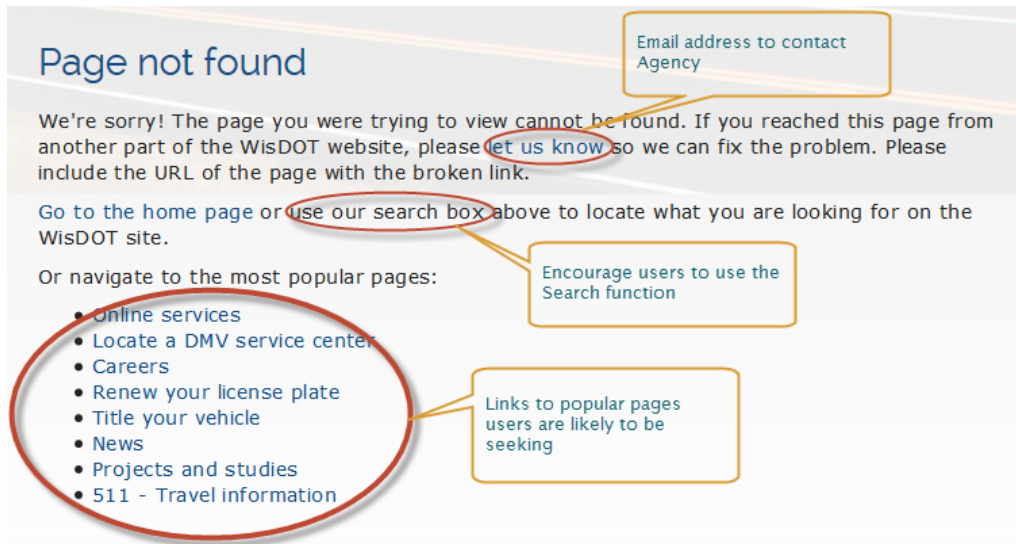 Page not found
Email address to contact
Agency
We're sorry! The page you were trying to view cannot be found. If you reached this page from
another part of the WisDOT website, please let us know so we can fix the problem. Please
include the URL of the page with the broken link.
Go to the home page or use our search box above to locate what you are looking for on the
WisDOT site.
Encourage users to use the
Search function
Or navigate to the most popular pages:
• Online services
• Locate a DMV service center
• Careers
• Renew your license plate
• Title your vehicle
• News
• Projects and studies
• 511 - Travel information
Links to popular pages
users are likely to be
seeking